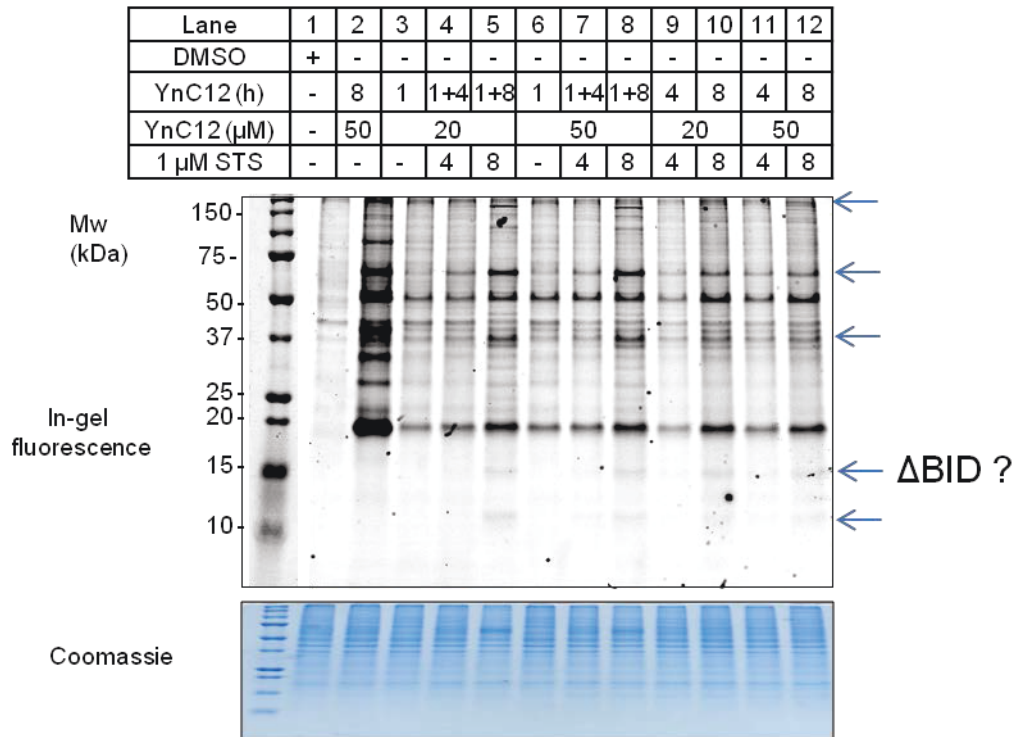 Lane 1 2 3 4 5 6 7 8 9 10 11 12
DMSO + - - - - - - - - - - -
YnC12 (h) - 8 1 1+4 1+8 1 1+4 1+8 4 8 4 8
YnC12 (µM) - 50 20 50 20 50
1 µM STS - - - 4 8 - 4 8 4 8 4 8
Mw
(kDa)
150-
75-
50-
37-
25-
20-
15-
10-
In-gel
fluorescence
ΔBID ?
Coomassie